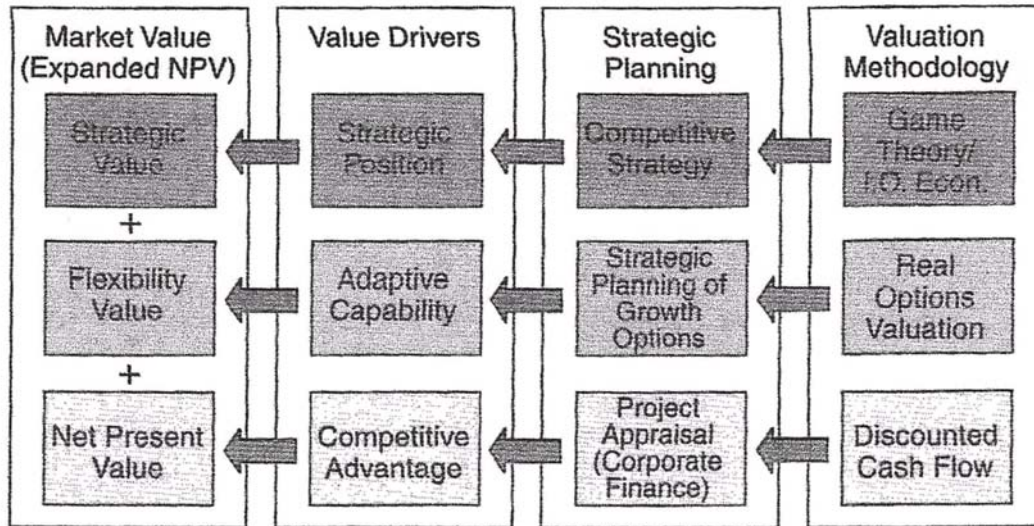 Market Value
(Expanded NPV)
Strategic
Value
+
Flexibility
Value
+
Net Present
Value
Value Drivers
Strategic
Position
Adaptive
Capability
Competitive
Advantage
Strategic
Planning
Competitive
Strategy
Strategic
Planning of
Growth
Options
Project
Appraisal
(Corporate
Finance)
Valuation
Methodology
Game
Theory/
I.O. Econ.
Real
Options
Valuation
Discounted
Cash Flow